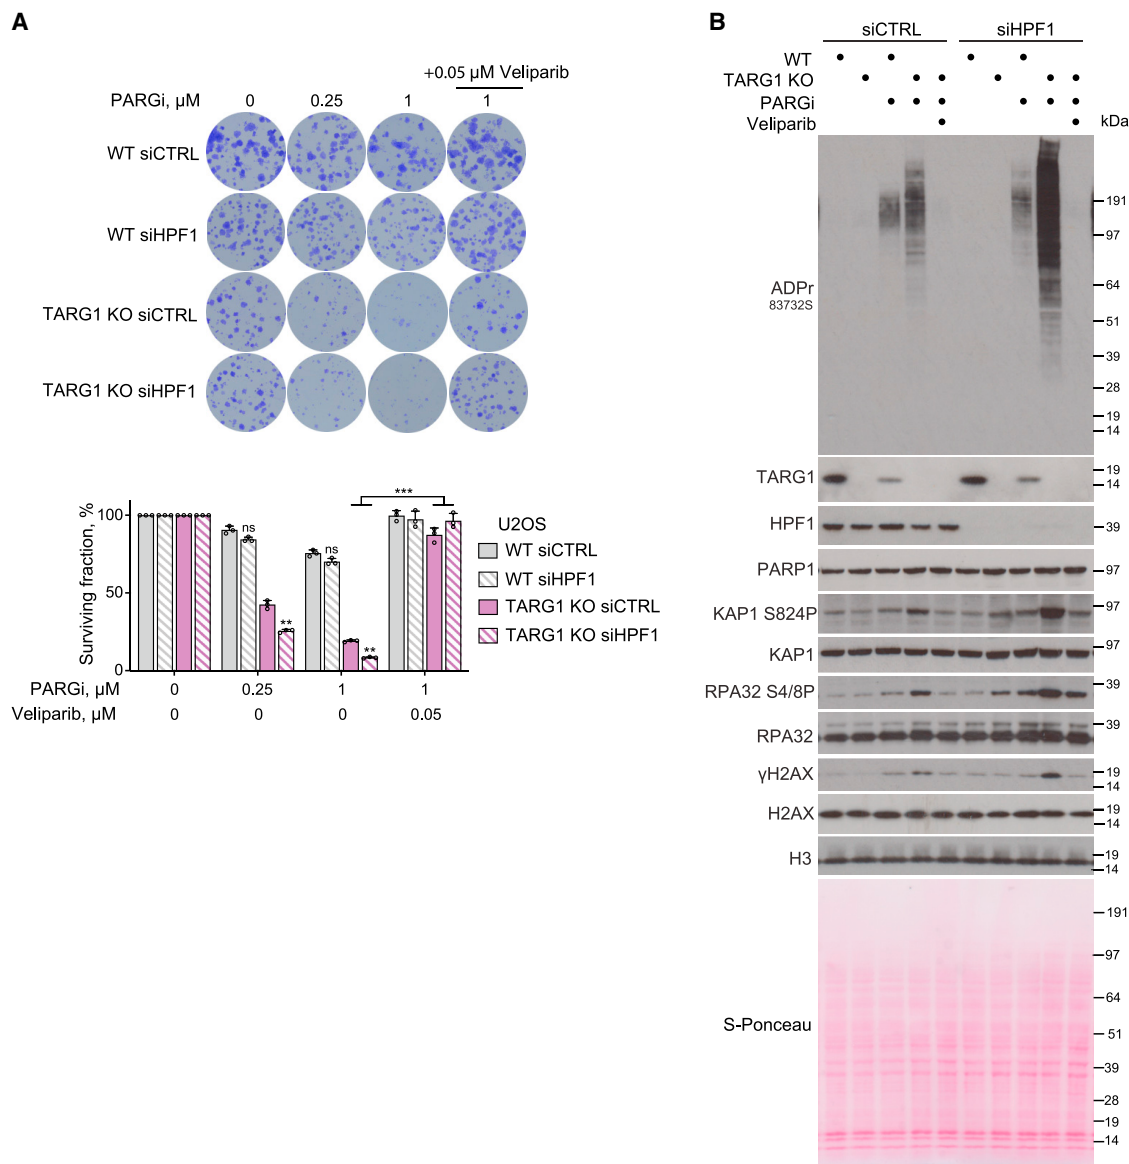 A
+0.05 µM Veliparib
PARGi, µM 0 0.25 1 1
WT siCTRL
WT siHPF1
TARG1 KO siCTRL
TARG1 KO siHPF1
Surviving fraction, %
100
50
0
ns
**
ns
**
***
U2OS
WT siCTRL
WT siHPF1
TARG1 KO siCTRL
TARG1 KO siHPF1
PARGi, µM 0 0.25 1 1
Veliparib, µM 0 0 0 0.05
B
siCTRL siHPF1
WT
TARG1 KO
PARGi
Veliparib
kDa
ADPr
83732S
191
97
64
51
39
28
19
14
TARG1
19
14
HPF1
39
PARP1
97
KAP1 S824P
97
KAP1
97
RPA32 S4/8P
39
RPA32
39
γH2AX
19
14
H2AX
19
14
H3
19
14
S-Ponceau
191
97
64
51
39
28
19
14